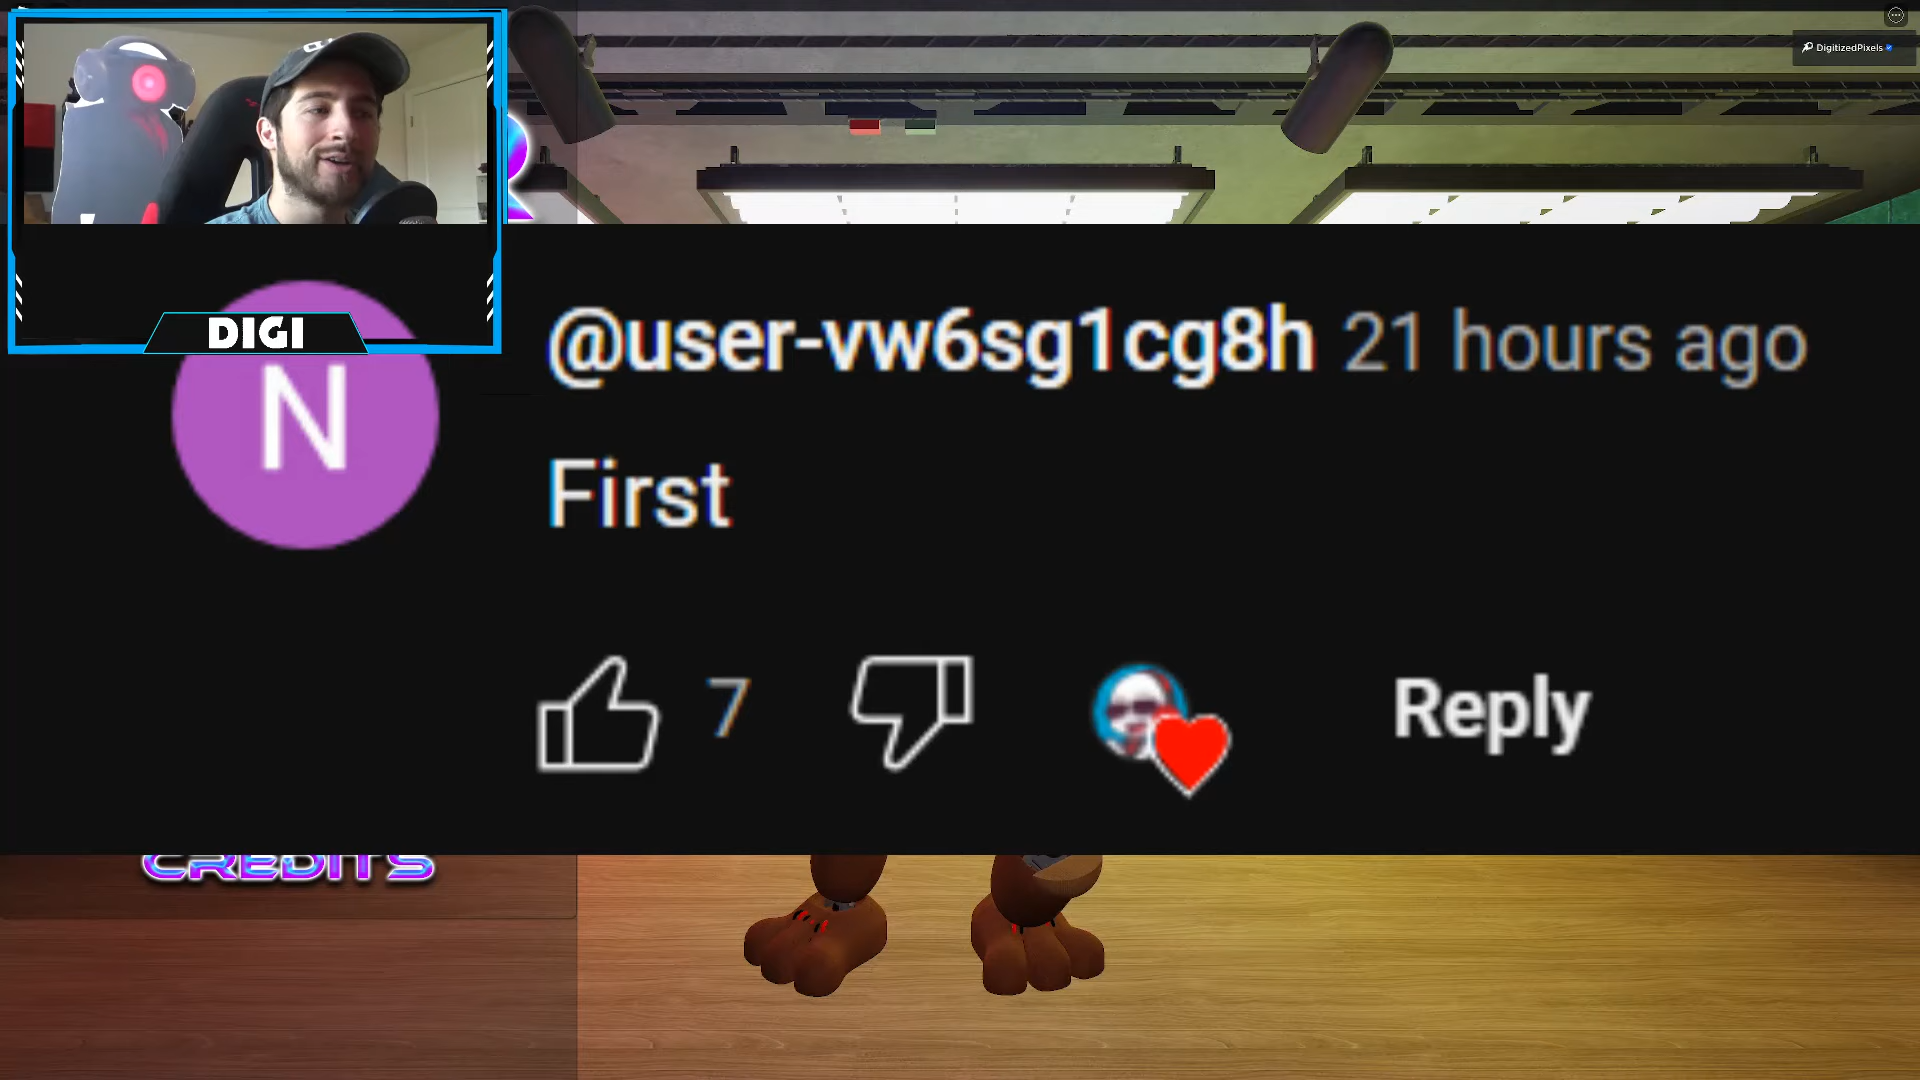 DigitizedPixels
R
DIGI
N
@user-vw6sg1cg8h 21 hours ago
First
7
Reply
CREDITS